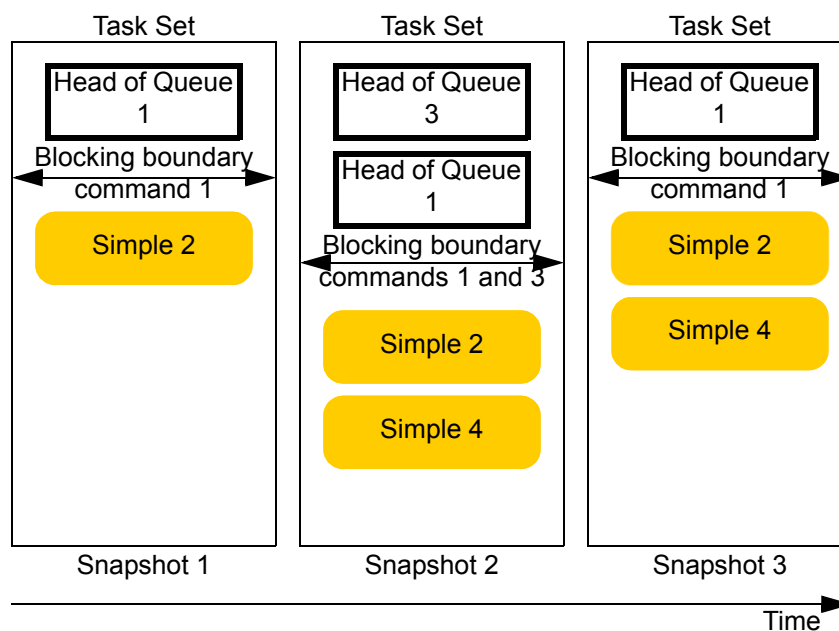 Task Set
Head of Queue
1
Blocking boundary
command 1
Simple 2
Snapshot 1
Task Set
Head of Queue
3
Head of Queue
1
Blocking boundary
commands 1 and 3
Simple 2
Simple 4
Snapshot 2
Task Set
Head of Queue
1
Blocking boundary
command 1
Simple 2
Simple 4
Snapshot 3
Time